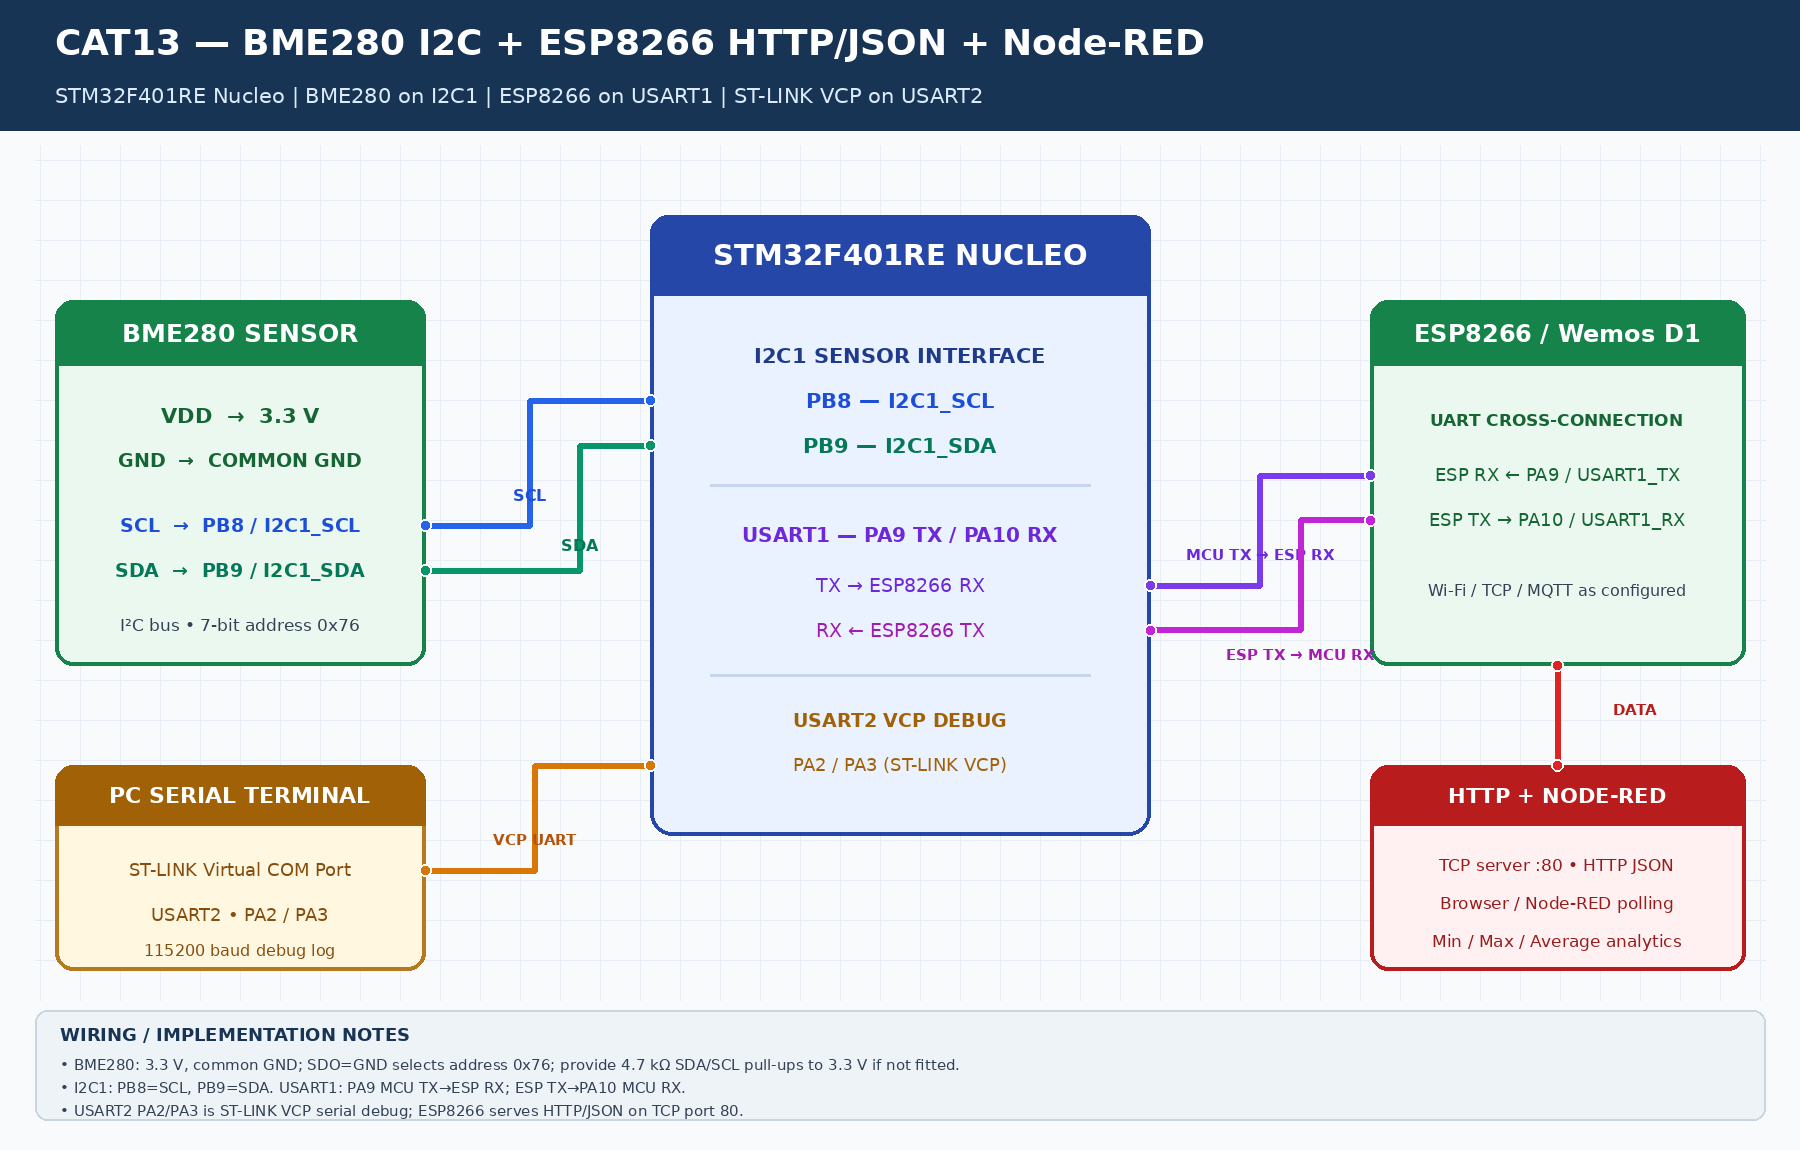 CAT13 — BME280 I2C + ESP8266 HTTP/JSON + Node-RED
STM32F401RE Nucleo | BME280 on I2C1 | ESP8266 on USART1 | ST-LINK VCP on USART2
BME280 SENSOR
VDD → 3.3 V
GND → COMMON GND
SCL → PB8 / I2C1_SCL
SDA → PB9 / I2C1_SDA
I²C bus • 7-bit address 0x76
SCL
SDA
STM32F401RE NUCLEO
I2C1 SENSOR INTERFACE
PB8 — I2C1_SCL
PB9 — I2C1_SDA
USART1 — PA9 TX / PA10 RX
TX → ESP8266 RX
RX ← ESP8266 TX
USART2 VCP DEBUG
PA2 / PA3 (ST-LINK VCP)
MCU TX → ESP RX
ESP TX → MCU RX
ESP8266 / Wemos D1
UART CROSS-CONNECTION
ESP RX ← PA9 / USART1_TX
ESP TX → PA10 / USART1_RX
Wi-Fi / TCP / MQTT as configured
DATA
PC SERIAL TERMINAL
ST-LINK Virtual COM Port
USART2 • PA2 / PA3
115200 baud debug log
VCP UART
HTTP + NODE-RED
TCP server :80 • HTTP JSON
Browser / Node-RED polling
Min / Max / Average analytics
WIRING / IMPLEMENTATION NOTES
• BME280: 3.3 V, common GND; SDO=GND selects address 0x76; provide 4.7 kΩ SDA/SCL pull-ups to 3.3 V if not fitted.
• I2C1: PB8=SCL, PB9=SDA. USART1: PA9 MCU TX→ESP RX; ESP TX→PA10 MCU RX.
• USART2 PA2/PA3 is ST-LINK VCP serial debug; ESP8266 serves HTTP/JSON on TCP port 80.